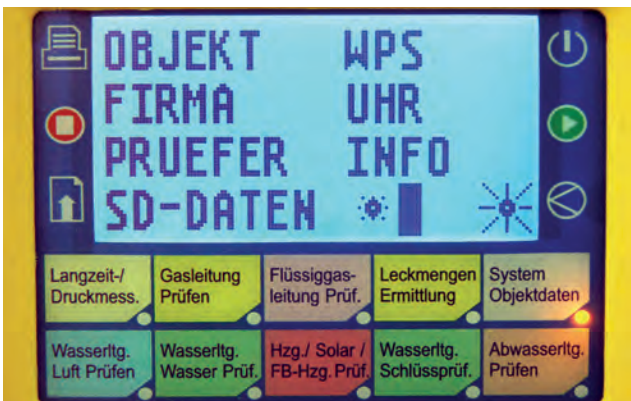 OBJEKT WPS
FIRMA UHR
PRUEFER INFO
SD-DATEN
Langzeit-/ Druckmess.
Gasleitung Prüfen
Flüssiggas- leitung Prüf.
Leckmengen Ermittlung
System Objektdaten
Wasserltg. Luft Prüfen
Wasserltg. Wasser Prüf.
Hzg./ Solar / FB-Hzg. Prüf.
Wasserltg. Schlüssprüf.
Abwasserltg. Prüfen